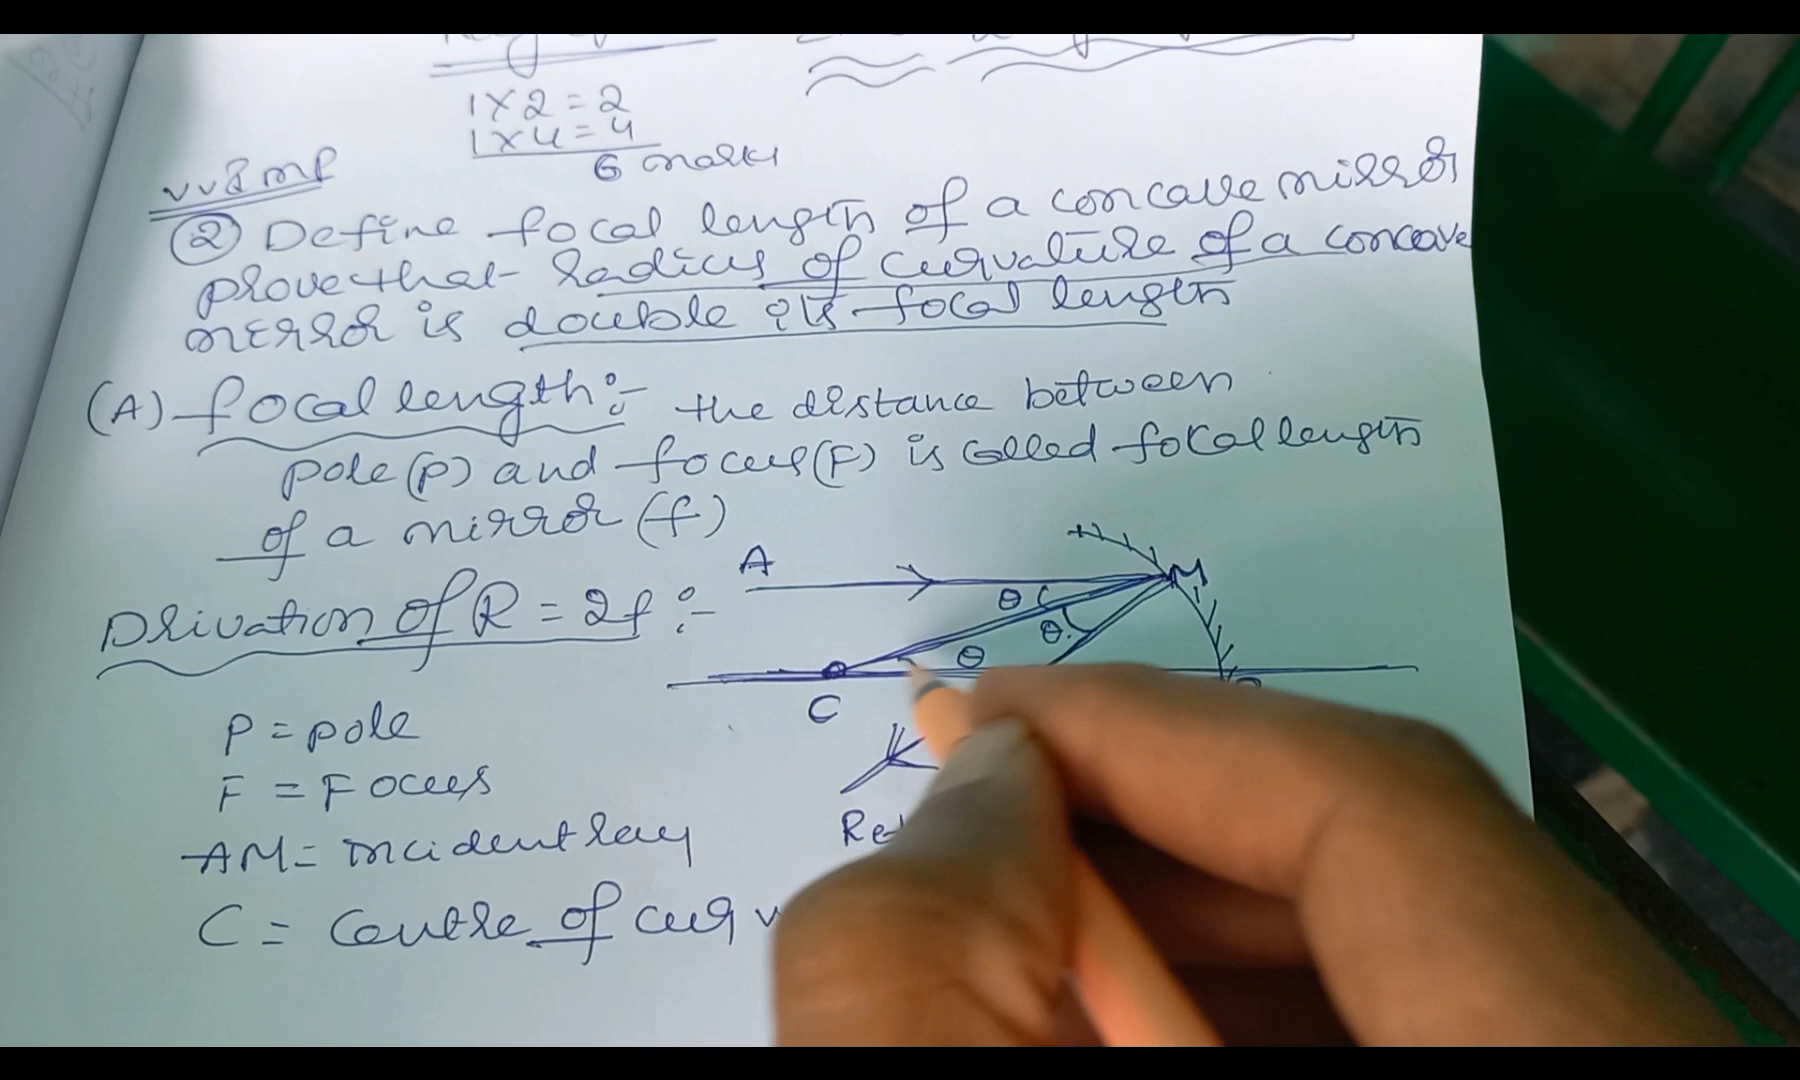 1×2=2
1×4=4
6 marks
vvimp
(2) Define focal length of a concave mirror
prove that radius of curvature of a concave
mirror is double its focal length
(A) focal length:- the distance between
pole(p) and focus(F) is called focal length
of a mirror (f)
Drivation of R = 2f :-
A
M
θ
θ
θ
C
P = pole
F = Focus
AM = incident ray
C = Centre of curv